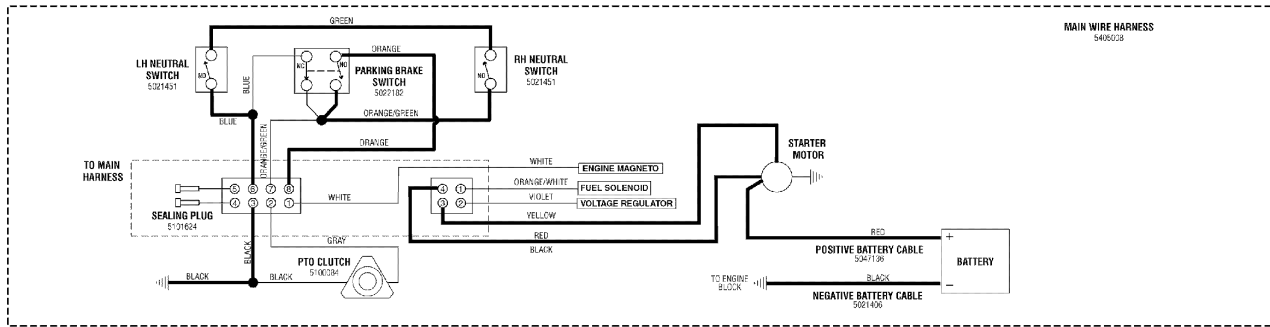 GREEN
MAIN WIRE HARNESS
5406008
LH NEUTRAL
SWITCH
5021451
NO
BLUE
NC
NO
ORANGE
PARKING BRAKE
SWITCH
5022182
NO
RH NEUTRAL
SWITCH
5021451
BLUE
ORANGE/GREEN
ORANGE/GREEN
ORANGE
STARTER
MOTOR
TO MAIN
HARNESS
WHITE
ENGINE MAGNETO
ORANGE/WHITE
FUEL SOLENOID
VIOLET
VOLTAGE REGULATOR
5 6 7 8
4 3 2 1
WHITE
4 1
3 2
SEALING PLUG
5101624
YELLOW
RED
BLACK
GRAY
BLACK
PTO CLUTCH
5100084
BLACK
BLACK
RED
+
POSITIVE BATTERY CABLE
5047136
BATTERY
TO ENGINE
BLOCK
BLACK
−
NEGATIVE BATTERY CABLE
5021406